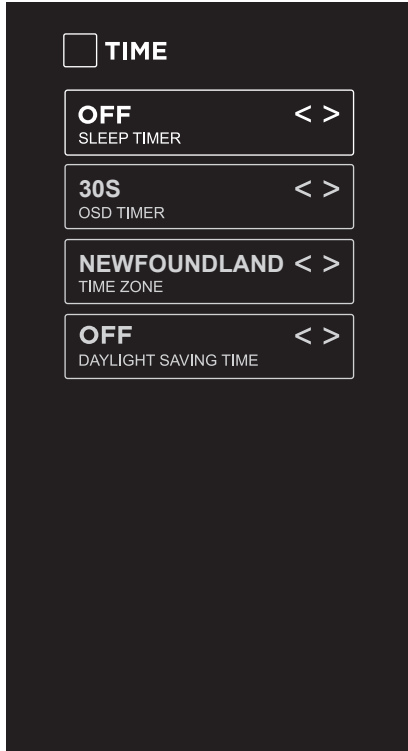 TIME
OFF < >
SLEEP TIMER
30S < >
OSD TIMER
NEWFOUNDLAND < >
TIME ZONE
OFF < >
DAYLIGHT SAVING TIME